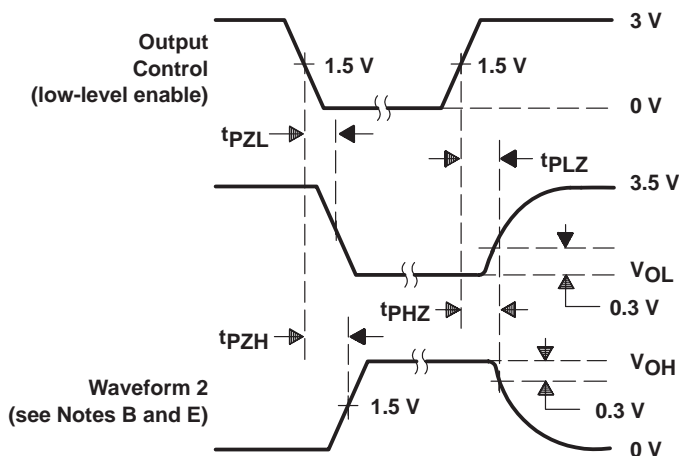 Output
Control
(low-level enable)
3 V
1.5 V
1.5 V
0 V
tPZL
tPLZ
3.5 V
VOL
0.3 V
tPHZ
tPZH
VOH
Waveform 2
(see Notes B and E)
1.5 V
0.3 V
0 V